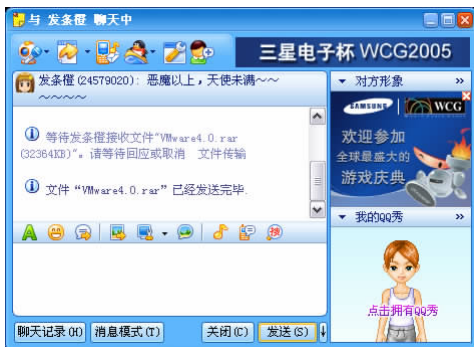 与 发条橙 聊天中
三星电子杯 WCG2005
发条橙(24579020)：恶魔以上，天使未满~~
~~~~~
对方形象 »
SAMSUNG WCG
欢迎参加
全球最盛大的
游戏庆典
等待发条橙接收文件"VMware4.0.rar
(32364KB)"。请等待回应或取消 文件传输
文件 “VMware4.0.rar” 已经发送完毕.
我的QQ秀 »
点击拥有QQ秀
聊天记录(H) 消息模式(T) 关闭(C) 发送(S)